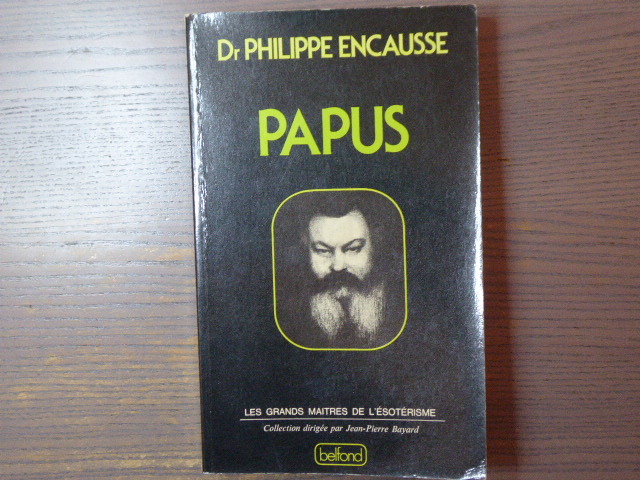 Dr PHILIPPE ENCAUSSE
PAPUS
LES GRANDS MAITRES DE L'ÉSOTÉRISME
Collection dirigée par Jean-Pierre Bayard
belfond